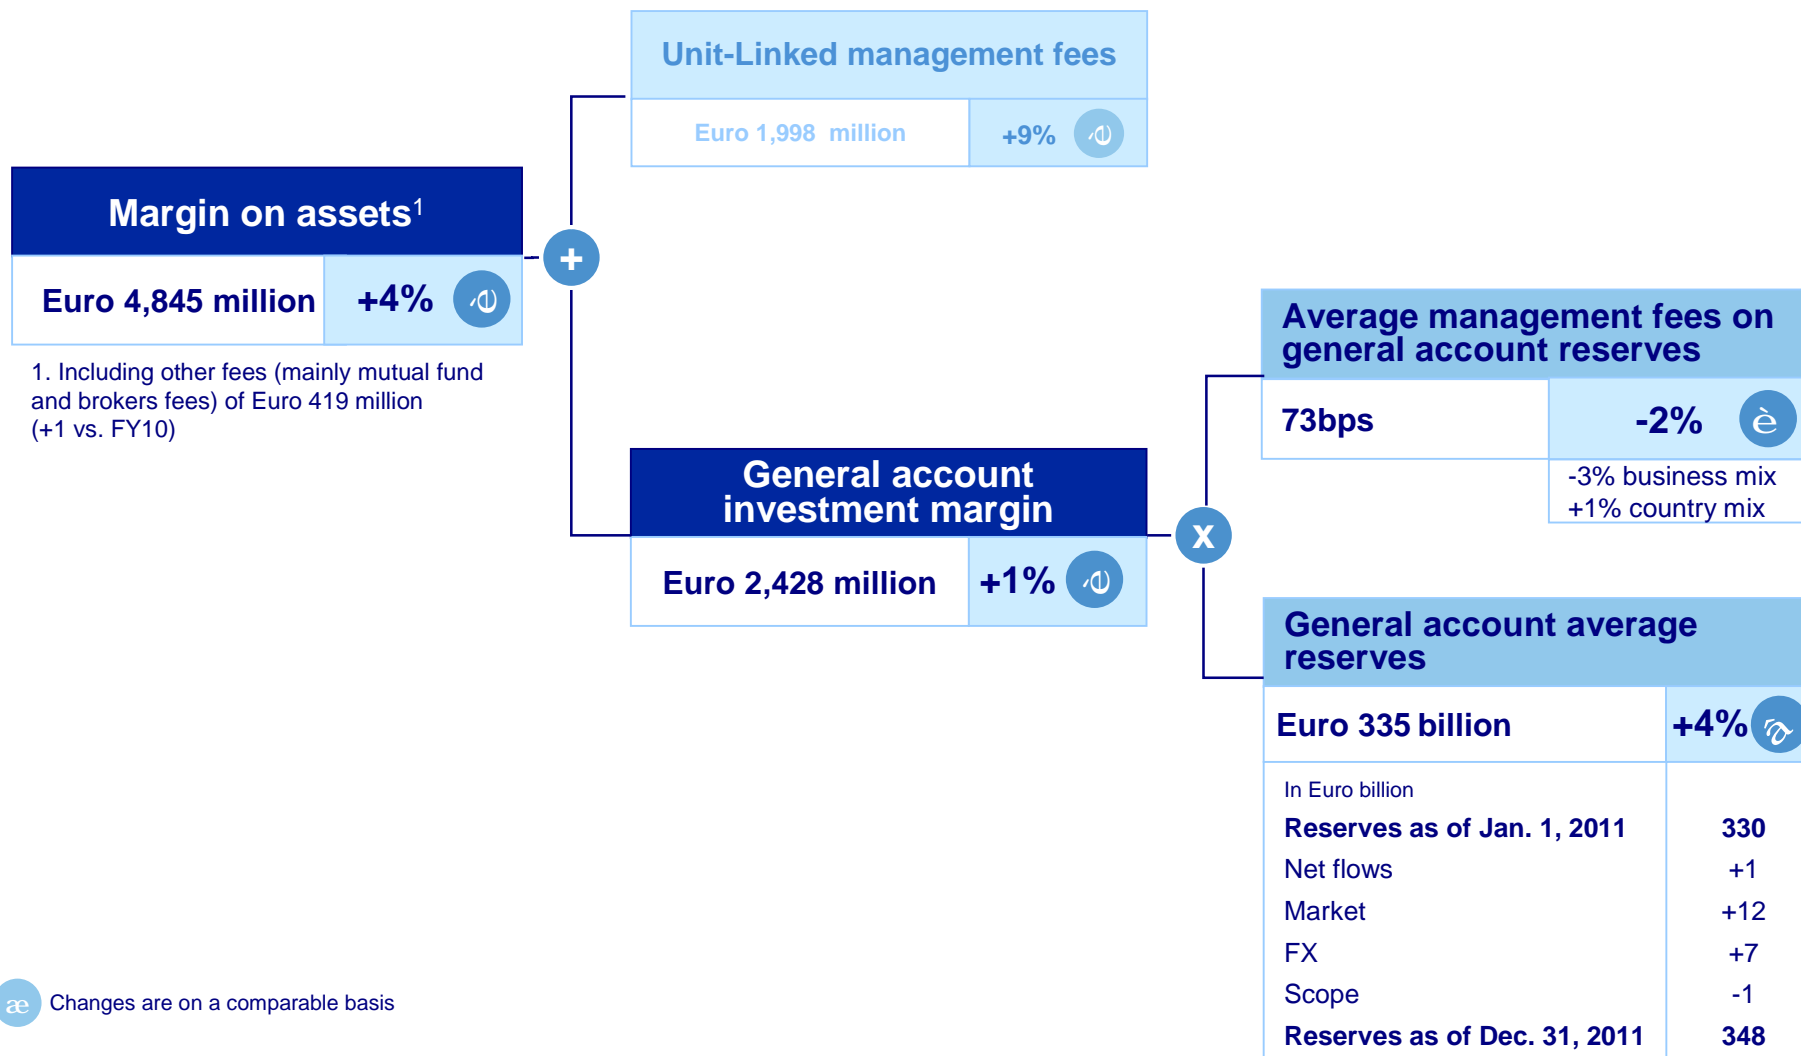 Unit-Linked management fees
Euro 1,998 million +9% æ
Margin on assets¹
Euro 4,845 million +4% æ
1. Including other fees (mainly mutual fund
and brokers fees) of Euro 419 million
(+1 vs. FY10)
+
General account
investment margin
Euro 2,428 million +1% æ
x
Average management fees on
general account reserves
73bps -2% è
-3% business mix
+1% country mix
General account average
reserves
Euro 335 billion +4% æ
In Euro billion
Reserves as of Jan. 1, 2011 330
Net flows +1
Market +12
FX +7
Scope -1
Reserves as of Dec. 31, 2011 348
æ Changes are on a comparable basis